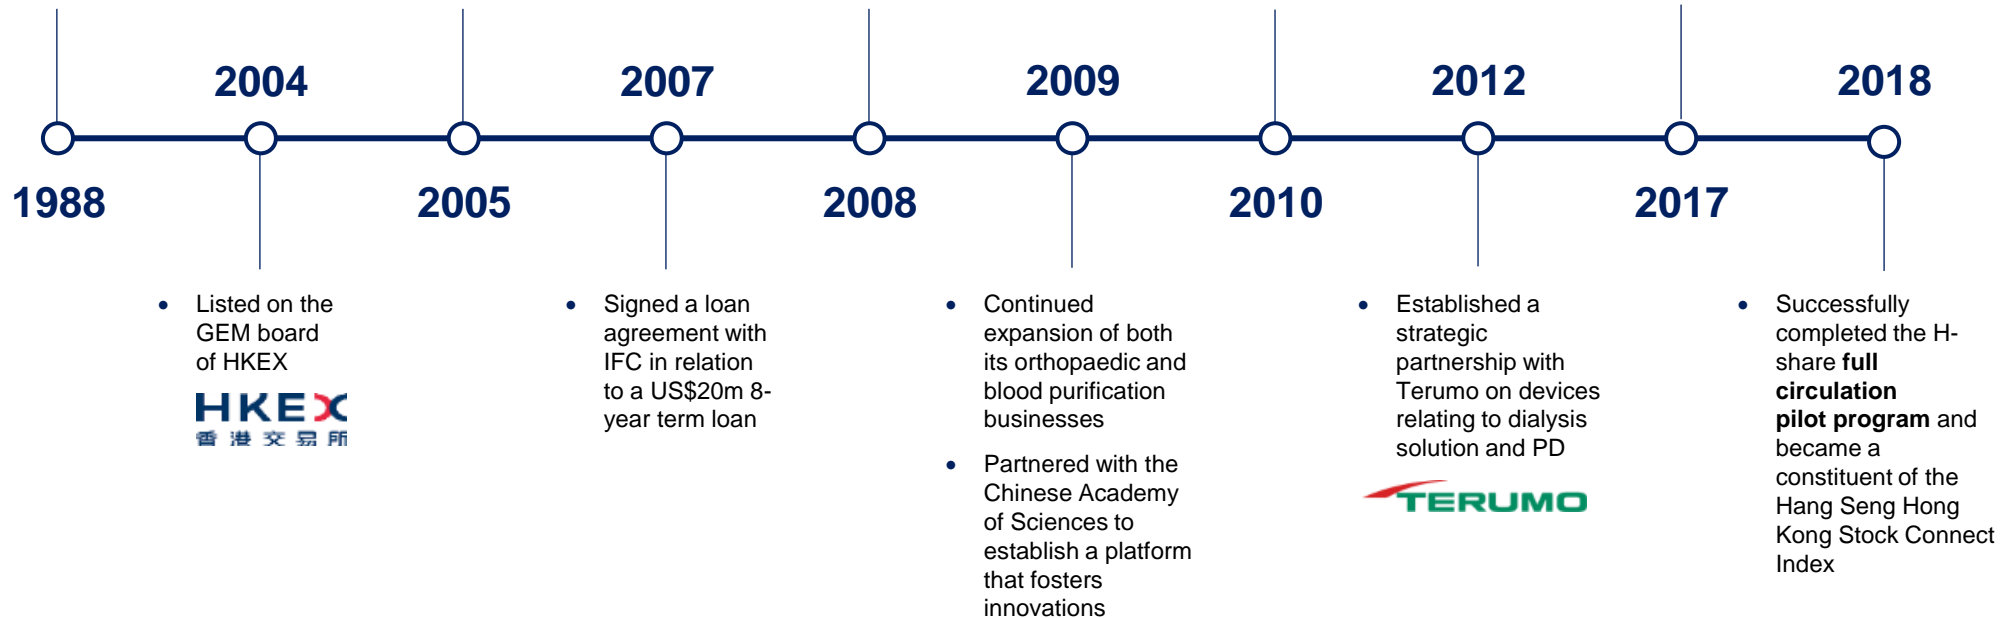 2004
2007
2009
2012
2018
1988
2005
2008
2010
2017
• Listed on the
GEM board
of HKEX
HKEX
香港交易所
• Signed a loan
agreement with
IFC in relation
to a US$20m 8-
year term loan
• Continued
expansion of both
its orthopaedic and
blood purification
businesses
• Partnered with the
Chinese Academy
of Sciences to
establish a platform
that fosters
innovations
• Established a
strategic
partnership with
Terumo on devices
relating to dialysis
solution and PD
TERUMO
• Successfully
completed the H-
share full
circulation
pilot program and
became a
constituent of the
Hang Seng Hong
Kong Stock Connect
Index